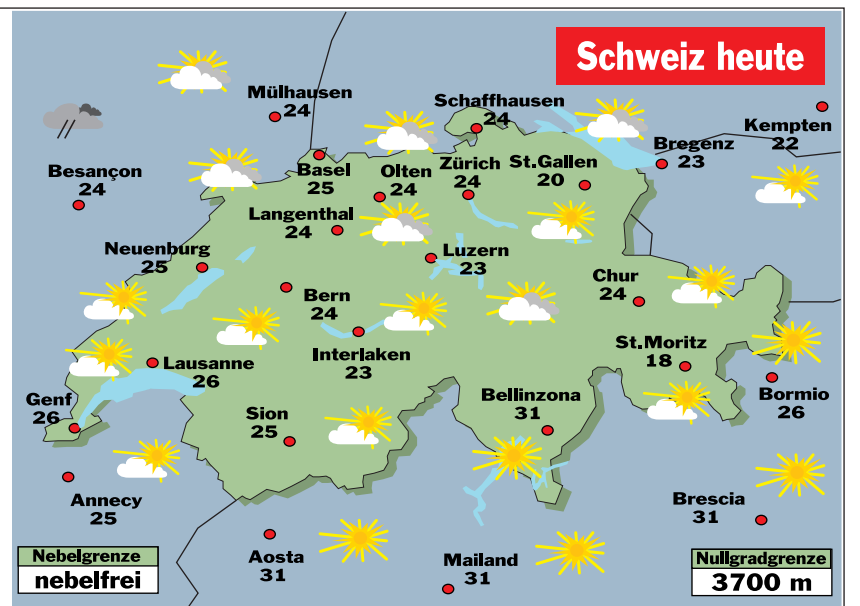 Schweiz heute
Mülhausen
24
Schaffhausen
24
Kempten
22
Besançon
24
Basel
25
Olten
24
Zürich
24
St.Gallen
20
Bregenz
23
Langenthal
24
Neuenburg
25
Luzern
23
Bern
24
Chur
24
Interlaken
23
St.Moritz
18
Lausanne
26
Genf
26
Sion
25
Bellinzona
31
Bormio
26
Annecy
25
Brescia
31
Aosta
31
Mailand
31
Nebelgrenze
nebelfrei
Nullgradgrenze
3700 m